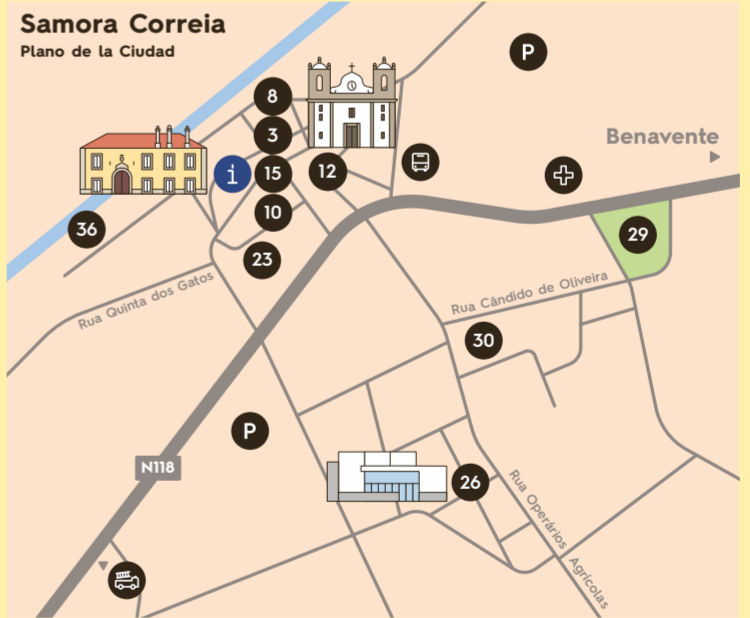 Samora Correia
Plano de la Ciudad
P
8
3
Benavente
12
i
15
10
36
29
23
Rua Quinta dos Gatos
Rua Cândido de Oliveira
30
P
N118
26
Rua Operários Agrícolas